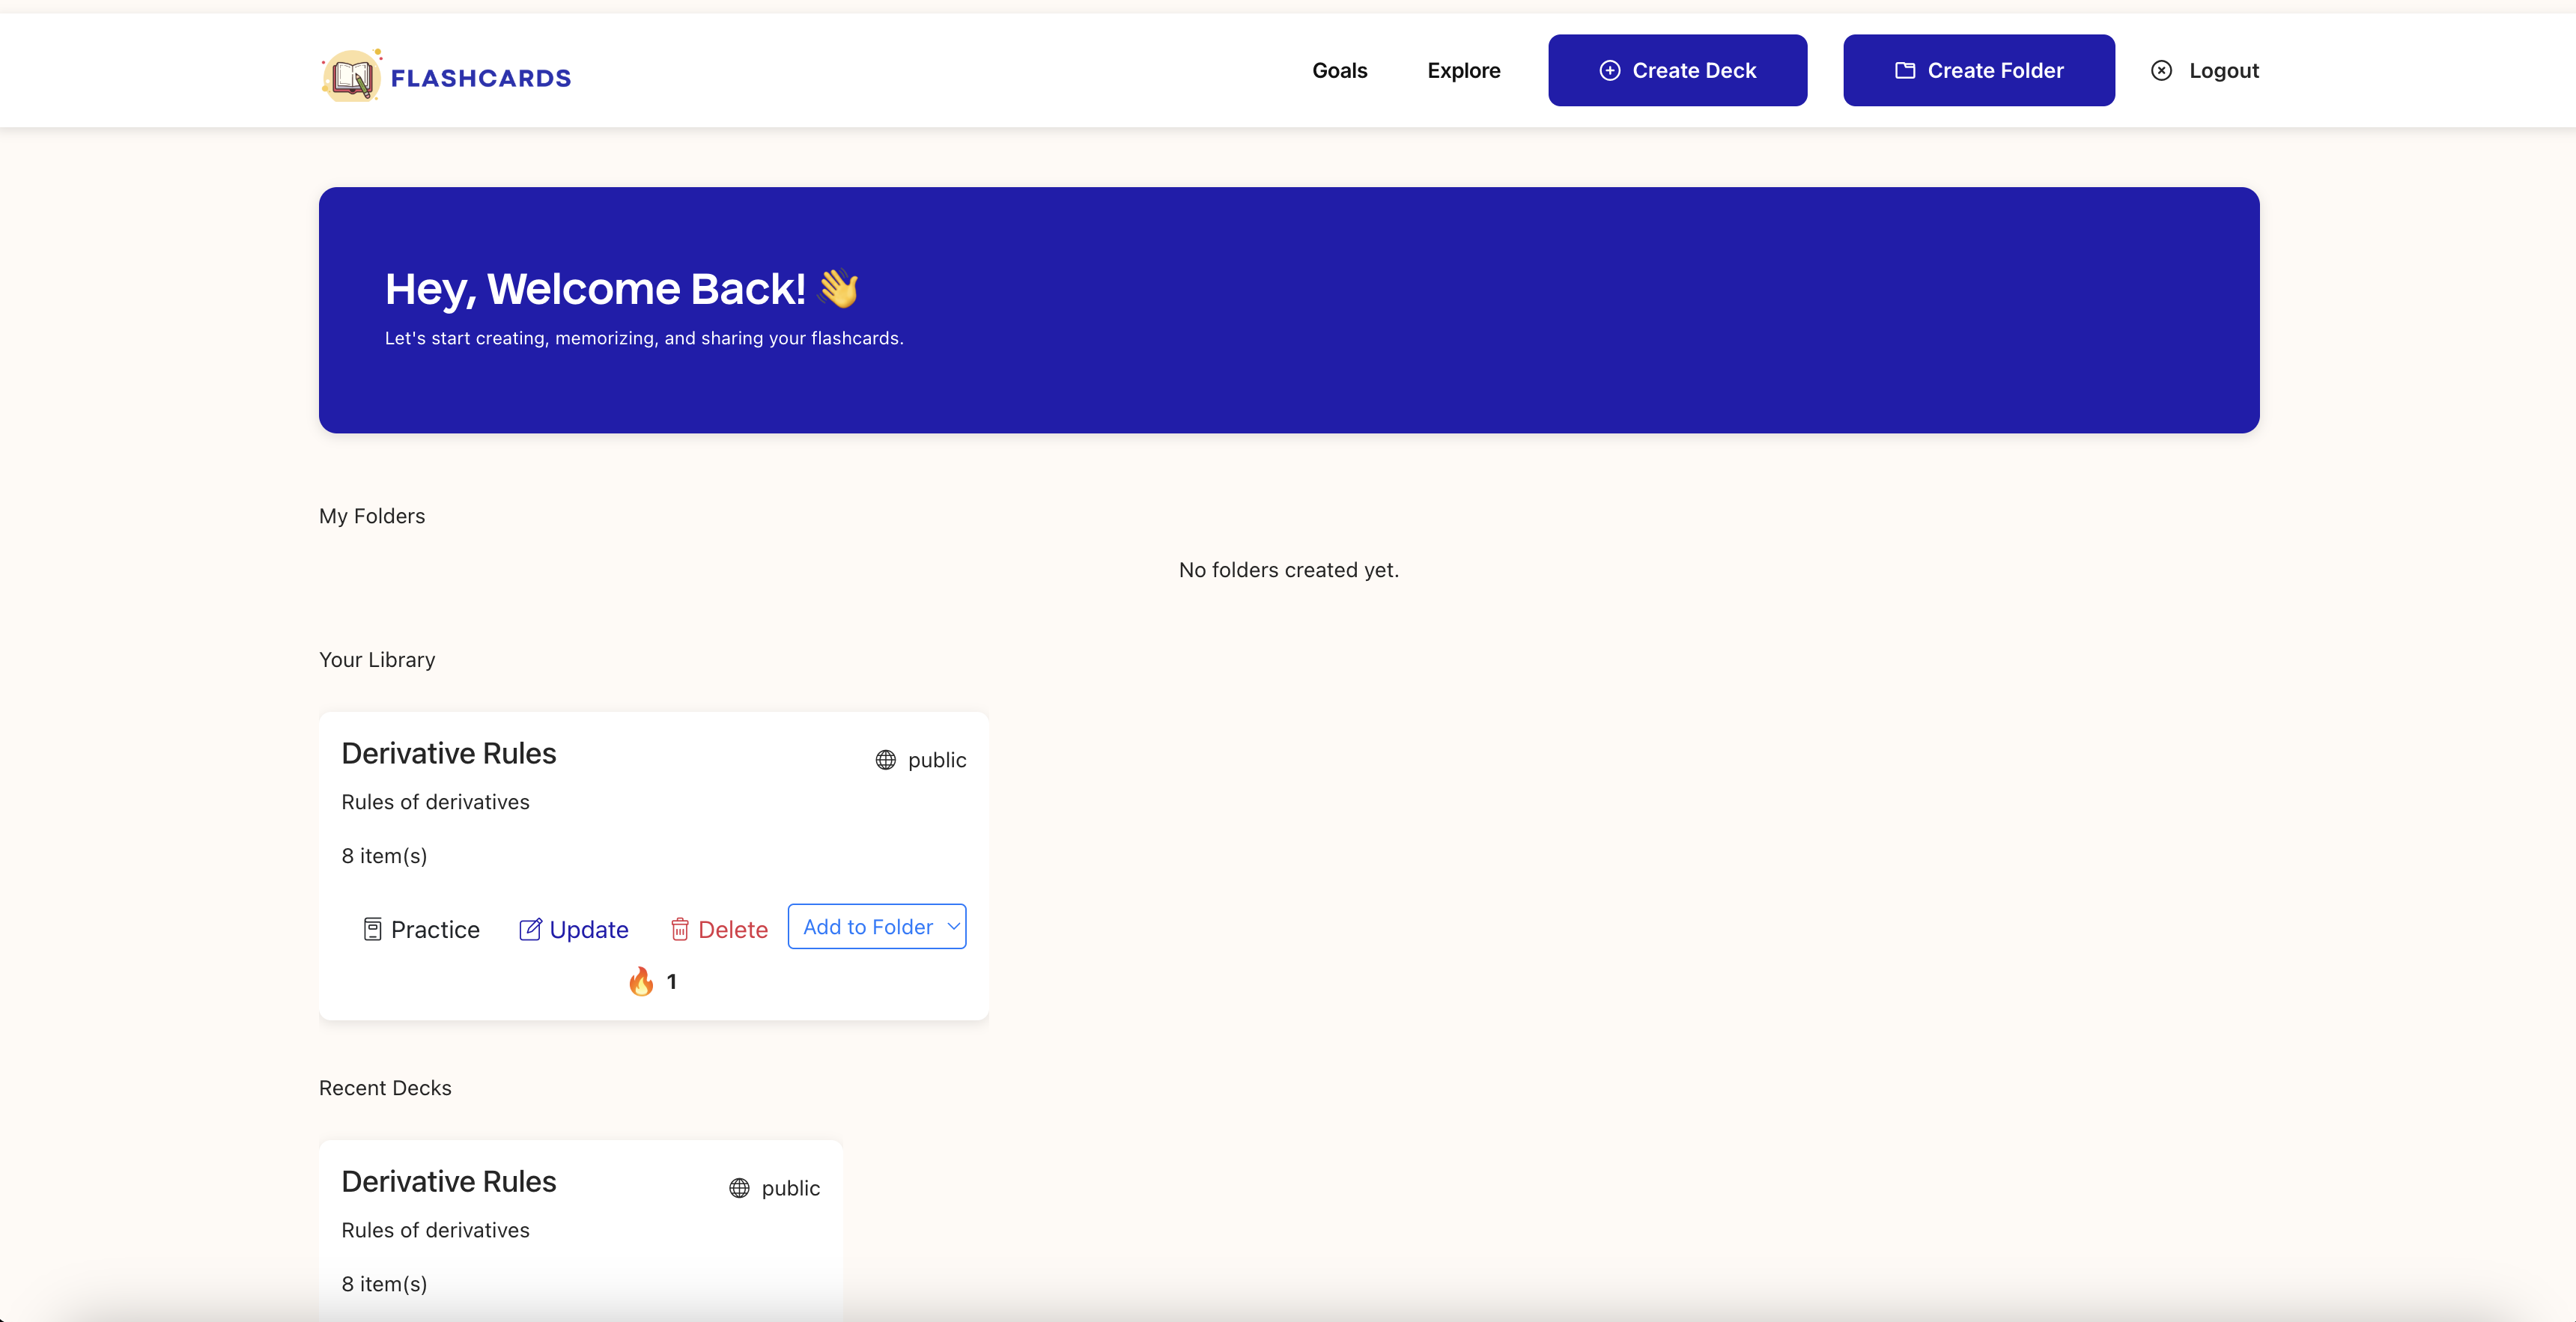 FLASHCARDS
Goals Explore Create Deck Create Folder Logout
Hey, Welcome Back! 👋
Let's start creating, memorizing, and sharing your flashcards.
My Folders
No folders created yet.
Your Library
Derivative Rules
public
Rules of derivatives
8 item(s)
Practice Update Delete Add to Folder
🔥 1
Recent Decks
Derivative Rules
public
Rules of derivatives
8 item(s)